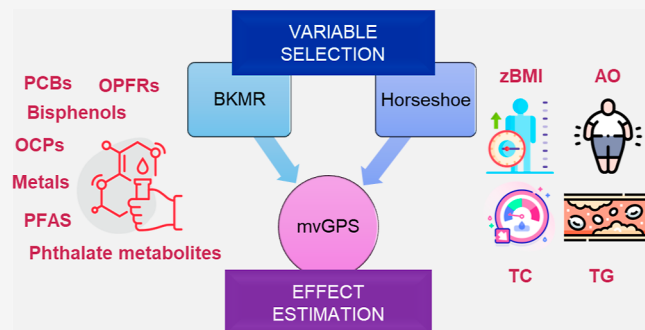 VARIABLE
SELECTION
BKMR
Horseshoe
mvGPS
EFFECT
ESTIMATION
PCBs
OPFRs
Bisphenols
OCPs
Metals
PFAS
Phthalate metabolites
zBMI
AO
TC
TG